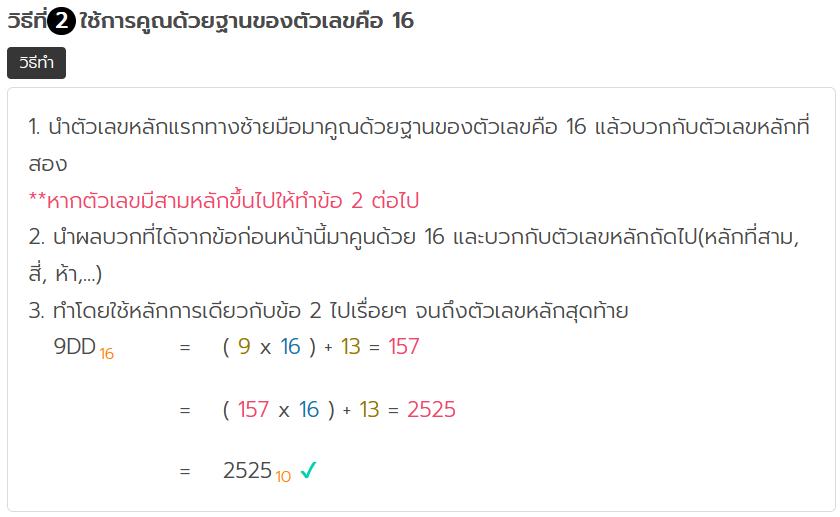 วิธีที่ 2 ใช้การคูณด้วยฐานของตัวเลขคือ 16
วิธีทำ
1. นำตัวเลขหลักแรกทางซ้ายมือมาคูณด้วยฐานของตัวเลขคือ 16 แล้วบวกกับตัวเลขหลักที่
สอง
**หากตัวเลขมีสามหลักขึ้นไปให้ทำข้อ 2 ต่อไป
2. นำผลบวกที่ได้จากข้อก่อนหน้านี้มาคูนด้วย 16 และบวกกับตัวเลขหลักถัดไป(หลักที่สาม,
สี่, ห้า,...)
3. ทำโดยใช้หลักการเดียวกับข้อ 2 ไปเรื่อยๆ จนถึงตัวเลขหลักสุดท้าย
9DD 16 = ( 9 x 16 ) + 13 = 157
= ( 157 x 16 ) + 13 = 2525
= 2525 10 ✓